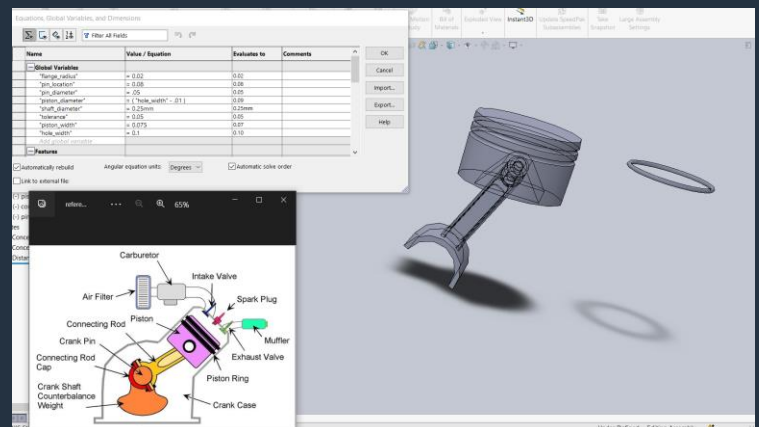 Equations, Global Variables, and Dimensions
Filter All Fields
Name Value / Equation Evaluates to Comments
Global Variables
"flange_radius" = 0.02 0.02
"pin_location" = 0.08 0.08
"pin_diameter" = .05 0.05
"piston_diameter" = ( "hole_width" - .01 ) 0.09
"shaft_diameter" = 0.25mm 0.25mm
"tolerance" = 0.05 0.05
"piston_width" = 0.075 0.07
"hole_width" = 0.1 0.10
Add global variable
Features
OK
Cancel
Import...
Export...
Help
Automatically rebuild Angular equation units: Degrees Automatic solve order
Link to external file:
Bill of Materials
Exploded View
Instant3D
Update SpeedPak Subassemblies
Take Snapshot
Large Assembly Settings
refere... ... 65%
Carburetor
Intake Valve
Air Filter
Spark Plug
Piston
Connecting Rod
Muffler
Crank Pin
Exhaust Valve
Connecting Rod
Cap
Piston Ring
Crank Shaft
Counterbalance
Weight
Crank Case